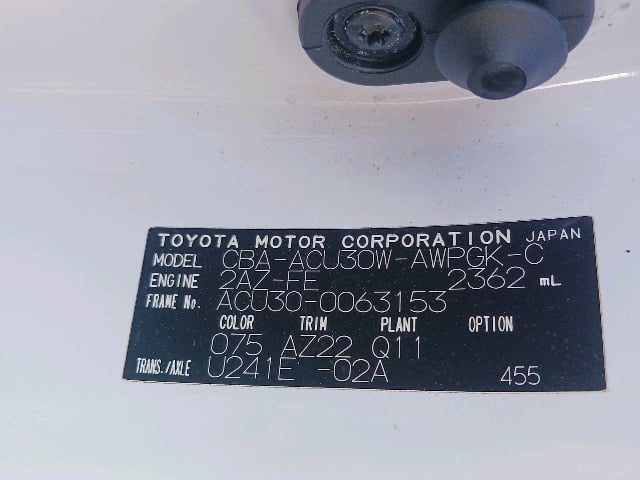 TOYOTA MOTOR CORPORATION JAPAN
MODEL CBA-ACU30W-AWPGK-C
ENGINE 2AZ-FE 2362 mL
FRAME No. ACU30-0063153
COLOR TRIM PLANT OPTION
075 AZ22 Q11
TRANS./AXLE U241E -02A 455